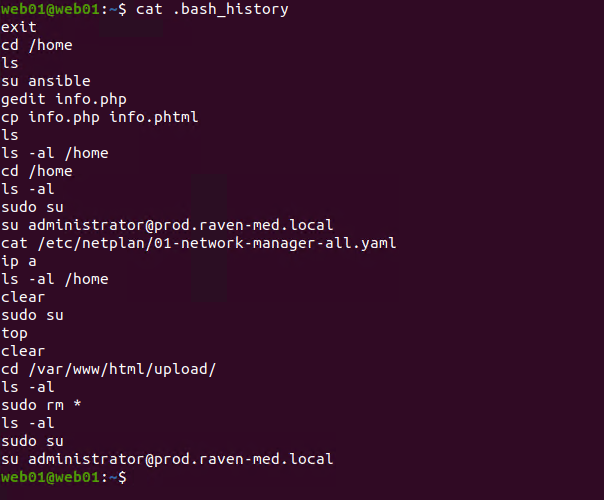 web01@web01:~$ cat .bash_history
exit
cd /home
ls
su ansible
gedit info.php
cp info.php info.phtml
ls
ls -al /home
cd /home
ls -al
sudo su
su administrator@prod.raven-med.local
cat /etc/netplan/01-network-manager-all.yaml
ip a
ls -al /home
clear
sudo su
top
clear
cd /var/www/html/upload/
ls -al
sudo rm *
ls -al
sudo su
su administrator@prod.raven-med.local
web01@web01:~$